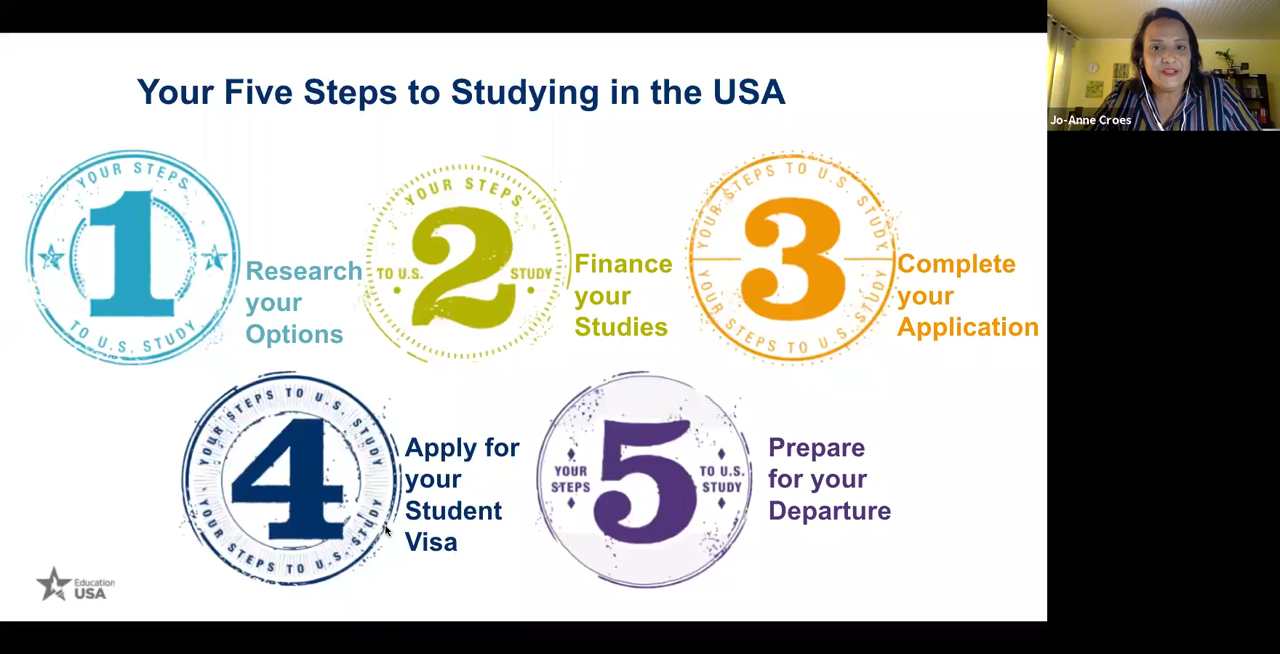 Your Five Steps to Studying in the USA
YOUR STEPS
1
TO U.S. STUDY
Research
your
Options
YOUR STEPS
TO U.S.
2
STUDY
Finance
your
Studies
YOUR STEPS TO U.S. STUDY
3
YOUR STEPS TO U.S. STUDY
Complete
your
Application
YOUR STEPS TO U.S. STUDY
4
YOUR STEPS TO U.S. STUDY
Apply for
your
Student
Visa
YOUR
STEPS
5
TO U.S.
STUDY
Prepare
for your
Departure
Education
USA
Jo-Anne Croes